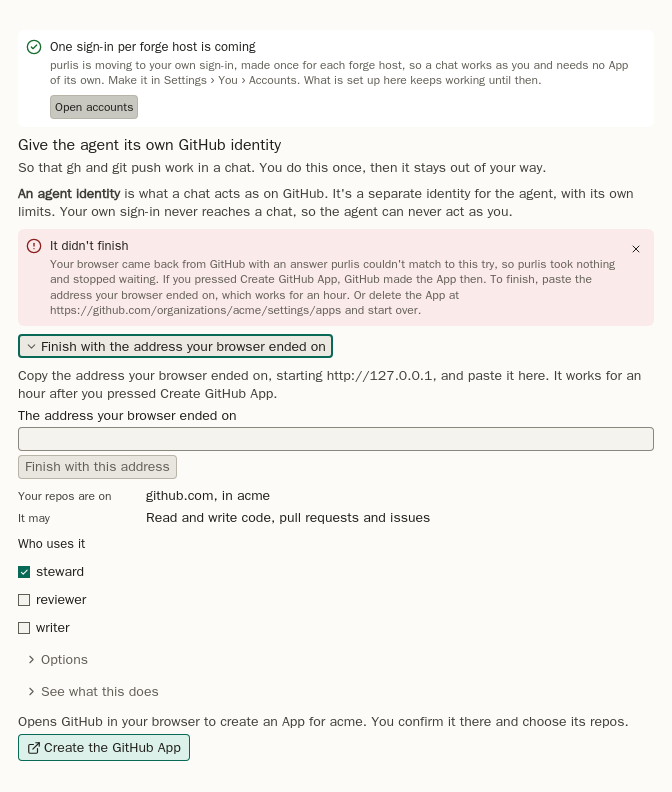 One sign-in per forge host is coming
purlis is moving to your own sign-in, made once for each forge host, so a chat works as you and needs no App
of its own. Make it in Settings › You › Accounts. What is set up here keeps working until then.
Open accounts
Give the agent its own GitHub identity
So that gh and git push work in a chat. You do this once, then it stays out of your way.
An agent identity is what a chat acts as on GitHub. It's a separate identity for the agent, with its own
limits. Your own sign-in never reaches a chat, so the agent can never act as you.
It didn't finish
Your browser came back from GitHub with an answer purlis couldn't match to this try, so purlis took nothing
and stopped waiting. If you pressed Create GitHub App, GitHub made the App then. To finish, paste the
address your browser ended on, which works for an hour. Or delete the App at
https://github.com/organizations/acme/settings/apps and start over.
Finish with the address your browser ended on
Copy the address your browser ended on, starting http://127.0.0.1, and paste it here. It works for an
hour after you pressed Create GitHub App.
The address your browser ended on
Finish with this address
Your repos are on github.com, in acme
It may Read and write code, pull requests and issues
Who uses it
steward
reviewer
writer
Options
See what this does
Opens GitHub in your browser to create an App for acme. You confirm it there and choose its repos.
Create the GitHub App